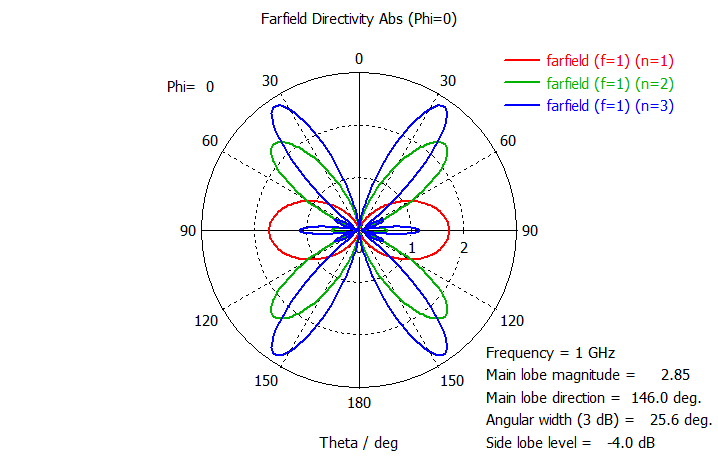 Farfield Directivity Abs (Phi=0)
farfield (f=1) (n=1)
farfield (f=1) (n=2)
farfield (f=1) (n=3)
Phi= 0
0
30
30
60
60
90
90
0
1
2
120
120
150
150
180
Frequency = 1 GHz
Main lobe magnitude = 2.85
Main lobe direction = 146.0 deg.
Angular width (3 dB) = 25.6 deg.
Side lobe level = -4.0 dB
Theta / deg